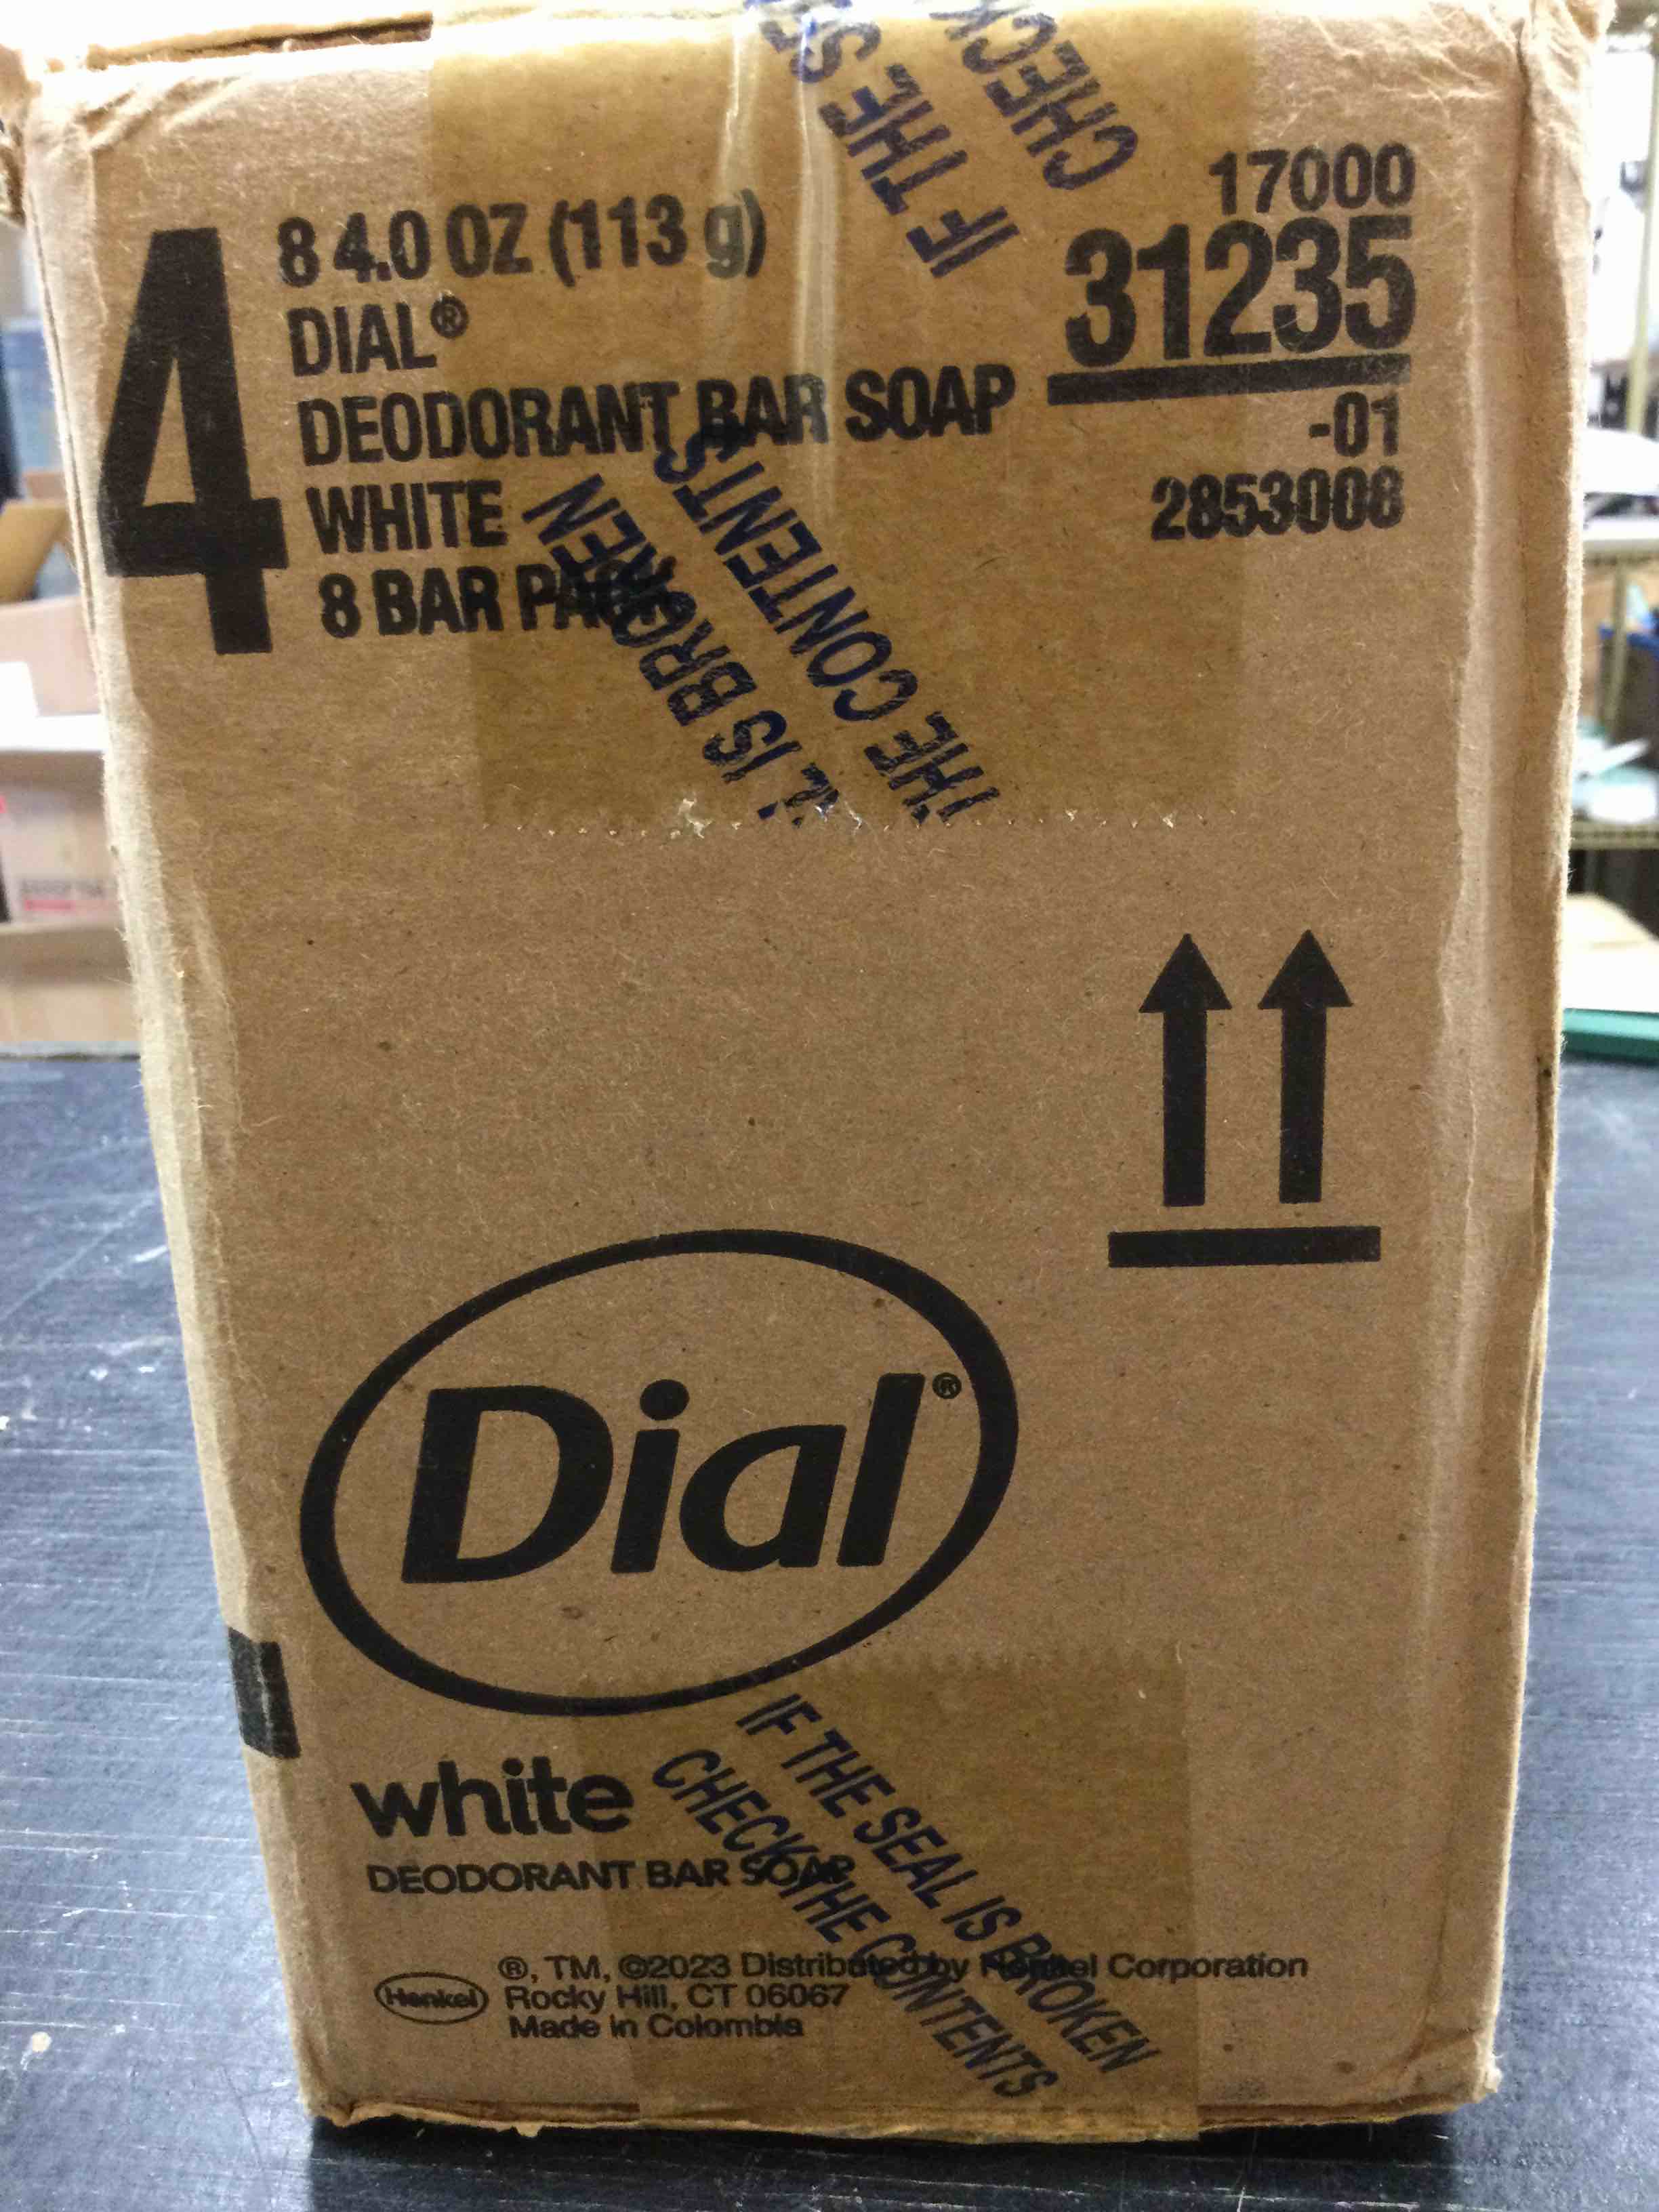 4
8 4.0 OZ (113 g)
DIAL®
DEODORANT BAR SOAP
WHITE
8 BAR PACK
17000
31235
-01
2853008
IF THE SE
CHECK
IS BROKEN
THE CONTENTS
Dial®
white
DEODORANT BAR SOAP
IF THE SEAL IS BROKEN
CHECK THE CONTENTS
Henkel
®, TM, ©2023 Distributed by Henkel Corporation
Rocky Hill, CT 06067
Made in Colombia